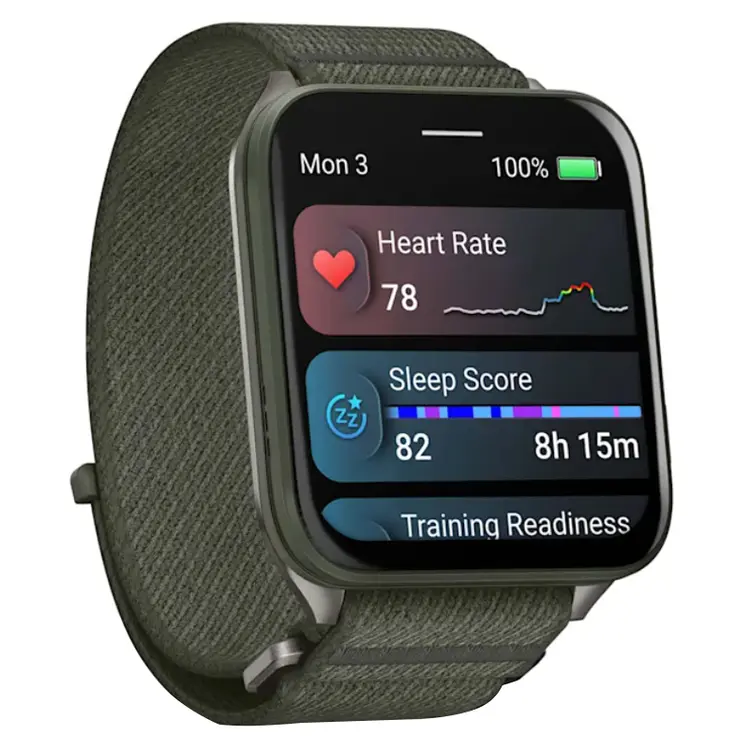 Mon 3 100%
Heart Rate
78
Sleep Score
82 8h 15m
Training Readiness